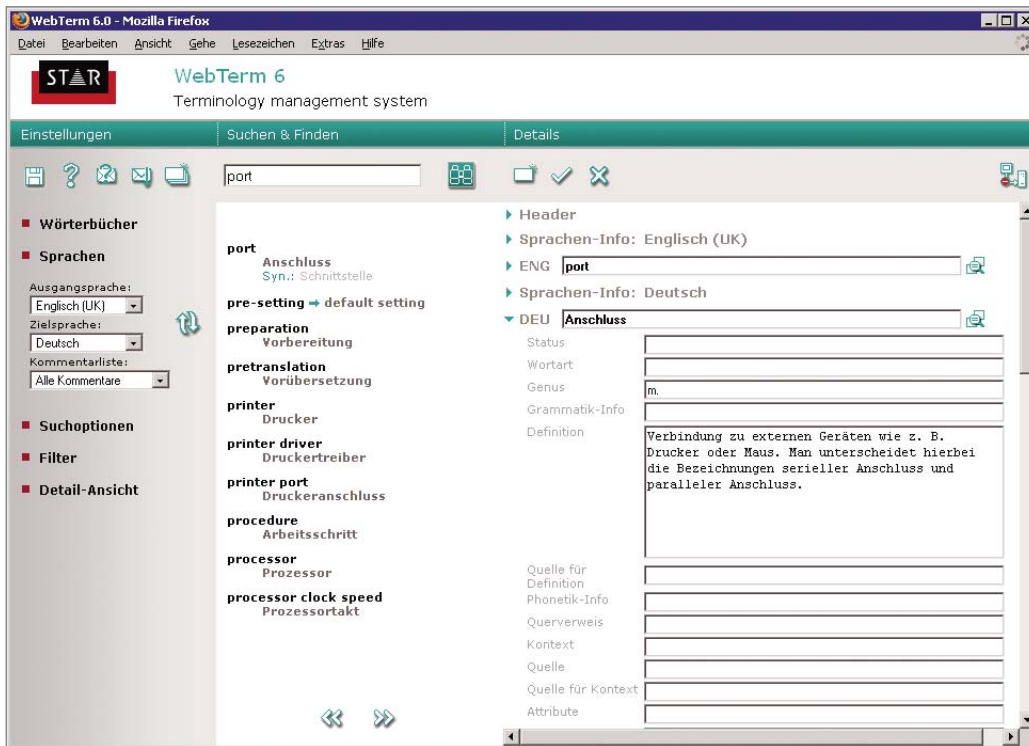 WebTerm 6.0 - Mozilla Firefox
Datei Bearbeiten Ansicht Gehe Lesezeichen Extras Hilfe
STAR
WebTerm 6
Terminology management system
Einstellungen
Suchen & Finden
Details
port
Wörterbücher
Sprachen
Ausgangsprache:
Englisch (UK)
Zielsprache:
Deutsch
Kommentarliste:
Alle Kommentare
Suchoptionen
Filter
Detail-Ansicht
port
Anschluss
Syn.: Schnittstelle
pre-setting ➡ default setting
preparation
Vorbereitung
pretranslation
Vorübersetzung
printer
Drucker
printer driver
Druckertreiber
printer port
Druckeranschluss
procedure
Arbeitsschritt
processor
Prozessor
processor clock speed
Prozessortakt
Header
Sprachen-Info: Englisch (UK)
ENG port
Sprachen-Info: Deutsch
DEU Anschluss
Status
Wortart
Genus m.
Grammatik-Info
Definition
Verbindung zu externen Geräten wie z. B.
Drucker oder Maus. Man unterscheidet hierbei
die Bezeichnungen serieller Anschluss und
paralleler Anschluss.
Quelle für
Definition
Phonetik-Info
Querverweis
Kontext
Quelle
Quelle für Kontext
Attribute